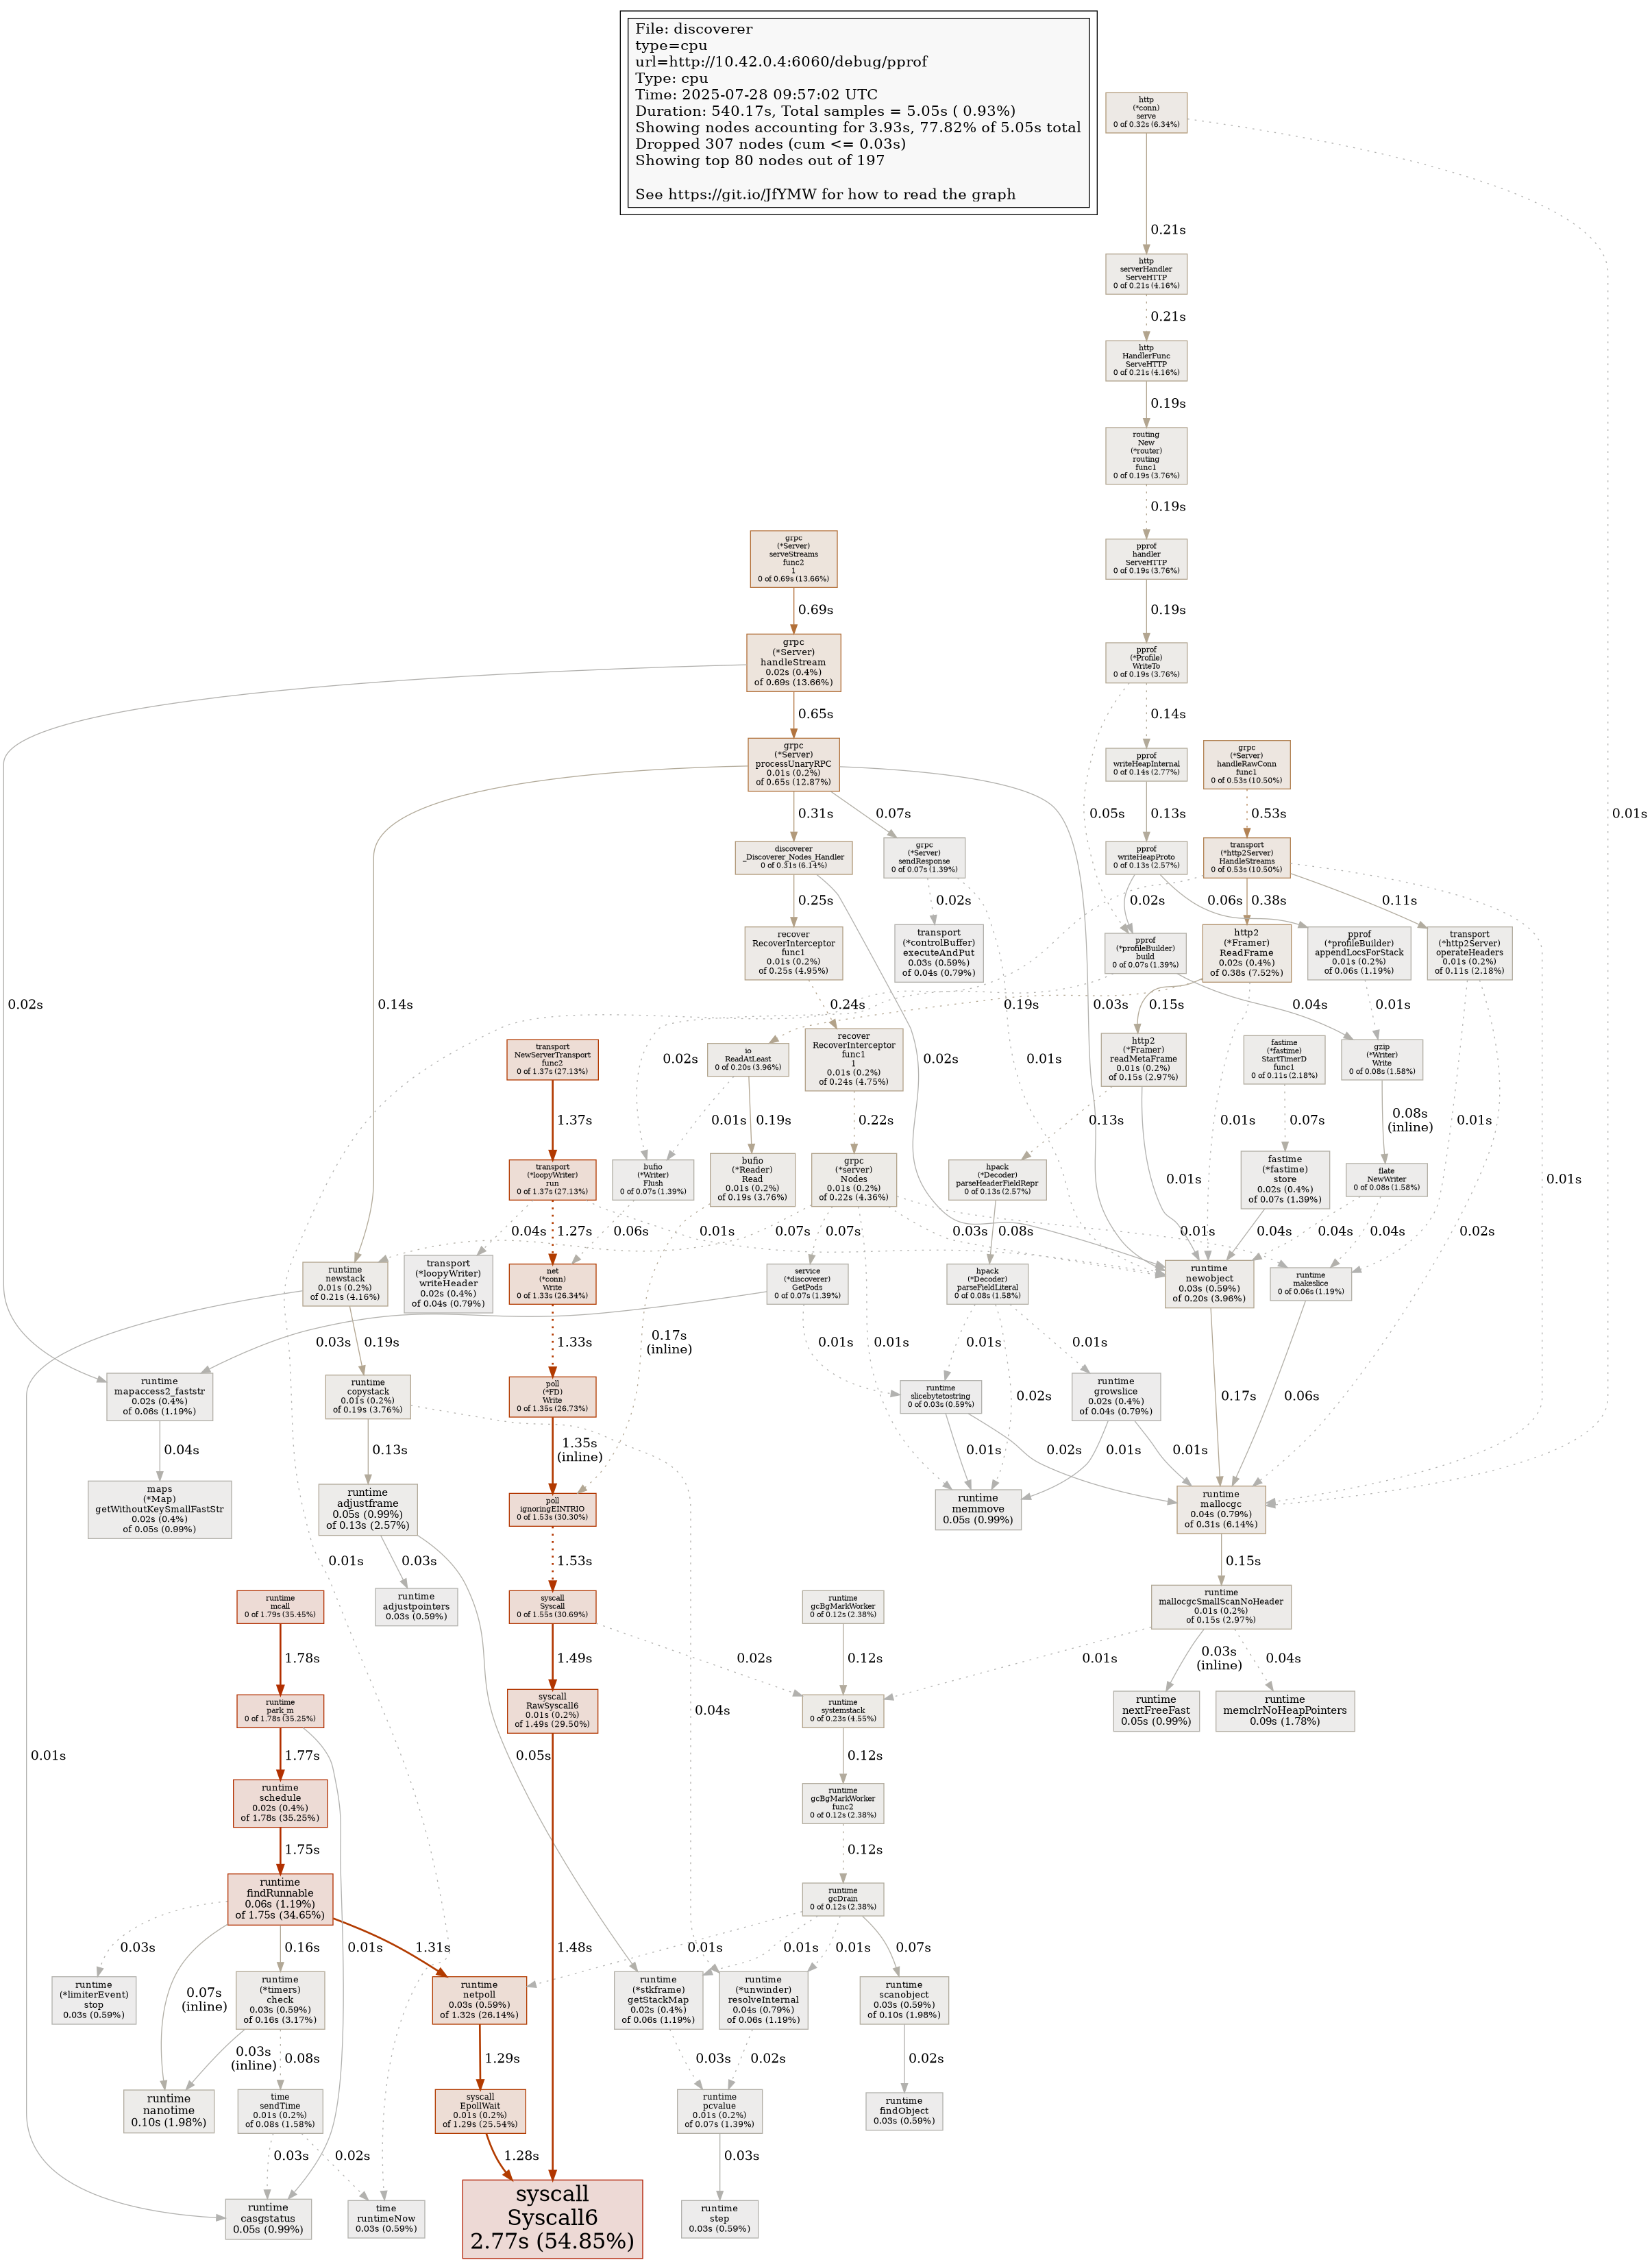 File: discoverer
type=cpu
url=http://10.42.0.4:6060/debug/pprof
Type: cpu
Time: 2025-07-28 09:57:02 UTC
Duration: 540.17s, Total samples = 5.05s ( 0.93%)
Showing nodes accounting for 3.93s, 77.82% of 5.05s total
Dropped 307 nodes (cum <= 0.03s)
Showing top 80 nodes out of 197
See https://git.io/JfYMW for how to read the graph
http
(*conn)
serve
0 of 0.32s (6.34%)
0.21s
0.01s
http
serverHandler
ServeHTTP
0 of 0.21s (4.16%)
0.21s
http
HandlerFunc
ServeHTTP
0 of 0.21s (4.16%)
0.19s
routing
New
(*router)
routing
func1
0 of 0.19s (3.76%)
0.19s
pprof
handler
ServeHTTP
0 of 0.19s (3.76%)
0.19s
pprof
(*Profile)
WriteTo
0 of 0.19s (3.76%)
0.14s
0.05s
grpc
(*Server)
serveStreams
func2
1
0 of 0.69s (13.66%)
0.69s
grpc
(*Server)
handleStream
0.02s (0.4%)
of 0.69s (13.66%)
0.65s
0.02s
grpc
(*Server)
processUnaryRPC
0.01s (0.2%)
of 0.65s (12.87%)
0.31s
0.07s
0.14s
0.03s
pprof
writeHeapInternal
0 of 0.14s (2.77%)
0.13s
grpc
(*Server)
handleRawConn
func1
0 of 0.53s (10.50%)
0.53s
discoverer
_Discoverer_Nodes_Handler
0 of 0.31s (6.14%)
0.25s
0.02s
grpc
(*Server)
sendResponse
0 of 0.07s (1.39%)
0.02s
0.01s
pprof
writeHeapProto
0 of 0.13s (2.57%)
0.02s
0.06s
transport
(*http2Server)
HandleStreams
0 of 0.53s (10.50%)
0.38s
0.11s
0.01s
0.01s
recover
RecoverInterceptor
func1
0.01s (0.2%)
of 0.25s (4.95%)
0.24s
transport
(*controlBuffer)
executeAndPut
0.03s (0.59%)
of 0.04s (0.79%)
pprof
(*profileBuilder)
build
0 of 0.07s (1.39%)
0.04s
0.02s
http2
(*Framer)
ReadFrame
0.02s (0.4%)
of 0.38s (7.52%)
0.15s
0.19s
0.01s
pprof
(*profileBuilder)
appendLocsForStack
0.01s (0.2%)
of 0.06s (1.19%)
0.01s
transport
(*http2Server)
operateHeaders
0.01s (0.2%)
of 0.11s (2.18%)
0.01s
0.02s
transport
NewServerTransport
func2
0 of 1.37s (27.13%)
1.37s
io
ReadAtLeast
0 of 0.20s (3.96%)
0.01s
0.19s
recover
RecoverInterceptor
func1
1
0.01s (0.2%)
of 0.24s (4.75%)
0.22s
http2
(*Framer)
readMetaFrame
0.01s (0.2%)
of 0.15s (2.97%)
0.13s
0.01s
fastime
(*fastime)
StartTimerD
func1
0 of 0.11s (2.18%)
0.07s
gzip
(*Writer)
Write
0 of 0.08s (1.58%)
0.08s
(inline)
transport
(*loopyWriter)
run
0 of 1.37s (27.13%)
0.04s
1.27s
0.01s
bufio
(*Writer)
Flush
0 of 0.07s (1.39%)
0.06s
bufio
(*Reader)
Read
0.01s (0.2%)
of 0.19s (3.76%)
0.17s
(inline)
grpc
(*server)
Nodes
0.01s (0.2%)
of 0.22s (4.36%)
0.07s
0.07s
0.03s
0.01s
0.01s
hpack
(*Decoder)
parseHeaderFieldRepr
0 of 0.13s (2.57%)
0.08s
fastime
(*fastime)
store
0.02s (0.4%)
of 0.07s (1.39%)
0.04s
flate
NewWriter
0 of 0.08s (1.58%)
0.04s
0.04s
runtime
newstack
0.01s (0.2%)
of 0.21s (4.16%)
0.19s
0.01s
transport
(*loopyWriter)
writeHeader
0.02s (0.4%)
of 0.04s (0.79%)
net
(*conn)
Write
0 of 1.33s (26.34%)
1.33s
service
(*discoverer)
GetPods
0 of 0.07s (1.39%)
0.03s
0.01s
hpack
(*Decoder)
parseFieldLiteral
0 of 0.08s (1.58%)
0.01s
0.02s
0.01s
runtime
newobject
0.03s (0.59%)
of 0.20s (3.96%)
0.17s
runtime
makeslice
0 of 0.06s (1.19%)
0.06s
runtime
mapaccess2_faststr
0.02s (0.4%)
of 0.06s (1.19%)
0.04s
runtime
copystack
0.01s (0.2%)
of 0.19s (3.76%)
0.13s
0.04s
poll
(*FD)
Write
0 of 1.35s (26.73%)
1.35s
(inline)
runtime
slicebytetostring
0 of 0.03s (0.59%)
0.01s
0.02s
runtime
growslice
0.02s (0.4%)
of 0.04s (0.79%)
0.01s
0.01s
maps
(*Map)
getWithoutKeySmallFastStr
0.02s (0.4%)
of 0.05s (0.99%)
runtime
adjustframe
0.05s (0.99%)
of 0.13s (2.57%)
0.03s
0.05s
poll
ignoringEINTRIO
0 of 1.53s (30.30%)
1.53s
runtime
memmove
0.05s (0.99%)
runtime
mallocgc
0.04s (0.79%)
of 0.31s (6.14%)
0.15s
runtime
mcall
0 of 1.79s (35.45%)
1.78s
runtime
adjustpointers
0.03s (0.59%)
syscall
Syscall
0 of 1.55s (30.69%)
1.49s
0.02s
runtime
gcBgMarkWorker
0 of 0.12s (2.38%)
0.12s
runtime
mallocgcSmallScanNoHeader
0.01s (0.2%)
of 0.15s (2.97%)
0.01s
0.03s
(inline)
0.04s
runtime
park_m
0 of 1.78s (35.25%)
1.77s
0.01s
syscall
RawSyscall6
0.01s (0.2%)
of 1.49s (29.50%)
1.48s
runtime
systemstack
0 of 0.23s (4.55%)
0.12s
runtime
nextFreeFast
0.05s (0.99%)
runtime
memclrNoHeapPointers
0.09s (1.78%)
runtime
schedule
0.02s (0.4%)
of 1.78s (35.25%)
1.75s
runtime
gcBgMarkWorker
func2
0 of 0.12s (2.38%)
0.12s
runtime
findRunnable
0.06s (1.19%)
of 1.75s (34.65%)
0.03s
0.07s
(inline)
0.16s
1.31s
runtime
gcDrain
0 of 0.12s (2.38%)
0.01s
0.01s
0.01s
0.07s
runtime
(*limiterEvent)
stop
0.03s (0.59%)
runtime
(*timers)
check
0.03s (0.59%)
of 0.16s (3.17%)
0.03s
(inline)
0.08s
runtime
netpoll
0.03s (0.59%)
of 1.32s (26.14%)
1.29s
runtime
(*stkframe)
getStackMap
0.02s (0.4%)
of 0.06s (1.19%)
0.03s
runtime
(*unwinder)
resolveInternal
0.04s (0.79%)
of 0.06s (1.19%)
0.02s
runtime
scanobject
0.03s (0.59%)
of 0.10s (1.98%)
0.02s
runtime
nanotime
0.10s (1.98%)
time
sendTime
0.01s (0.2%)
of 0.08s (1.58%)
0.03s
0.02s
syscall
EpollWait
0.01s (0.2%)
of 1.29s (25.54%)
1.28s
runtime
pcvalue
0.01s (0.2%)
of 0.07s (1.39%)
0.03s
runtime
findObject
0.03s (0.59%)
runtime
casgstatus
0.05s (0.99%)
time
runtimeNow
0.03s (0.59%)
syscall
Syscall6
2.77s (54.85%)
runtime
step
0.03s (0.59%)